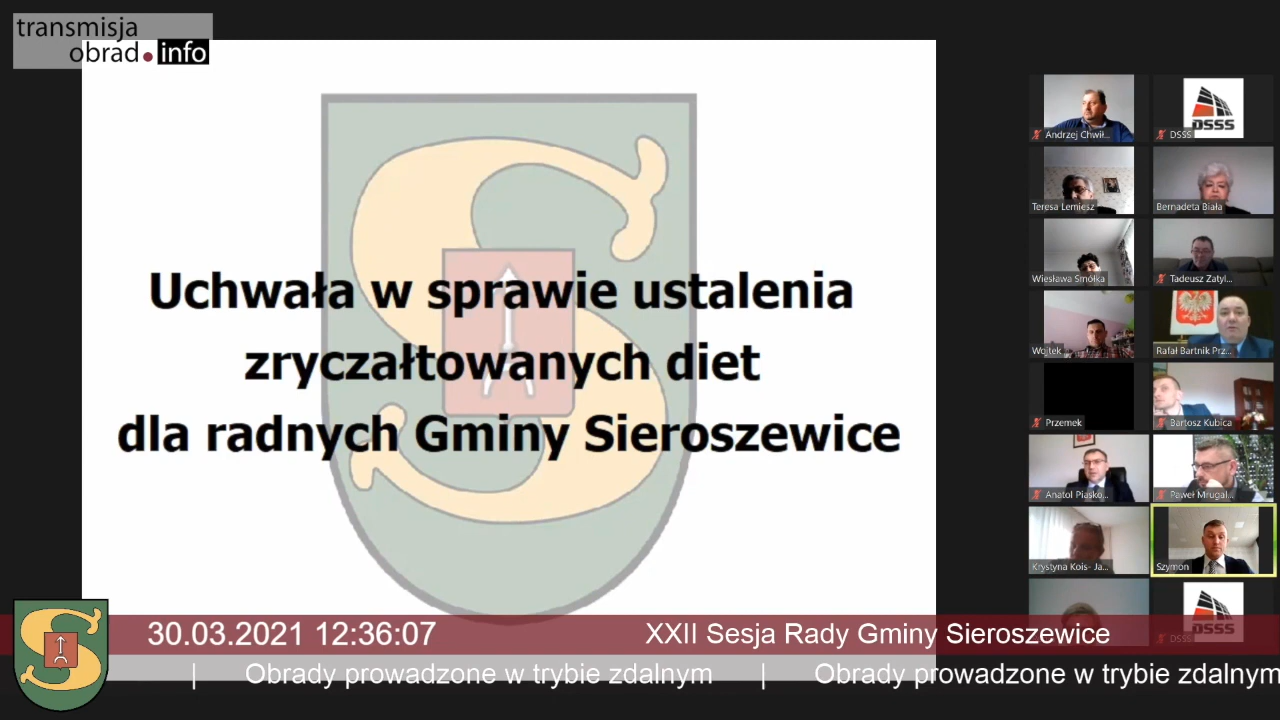 transmisja
obrad.info
Uchwała w sprawie ustalenia
zryczałtowanych diet
dla radnych Gminy Sieroszewice
Andrzej Chwił...
DSSS
DSSS
Teresa Lemiesz
Bernadeta Biała
Wiesława Smółka
Tadeusz Zatyl...
Wojtek
Rafał Bartnik Prz...
Przemek
Bartosz Kubica
Anatol Piasko...
Paweł Mrugal...
Krystyna Kois- Ja...
Szymon
DSSS
DSSS
30.03.2021 12:36:07
XXII Sesja Rady Gminy Sieroszewice
| Obrady prowadzone w trybie zdalnym | Obrady prowadzone w trybie zdalnym